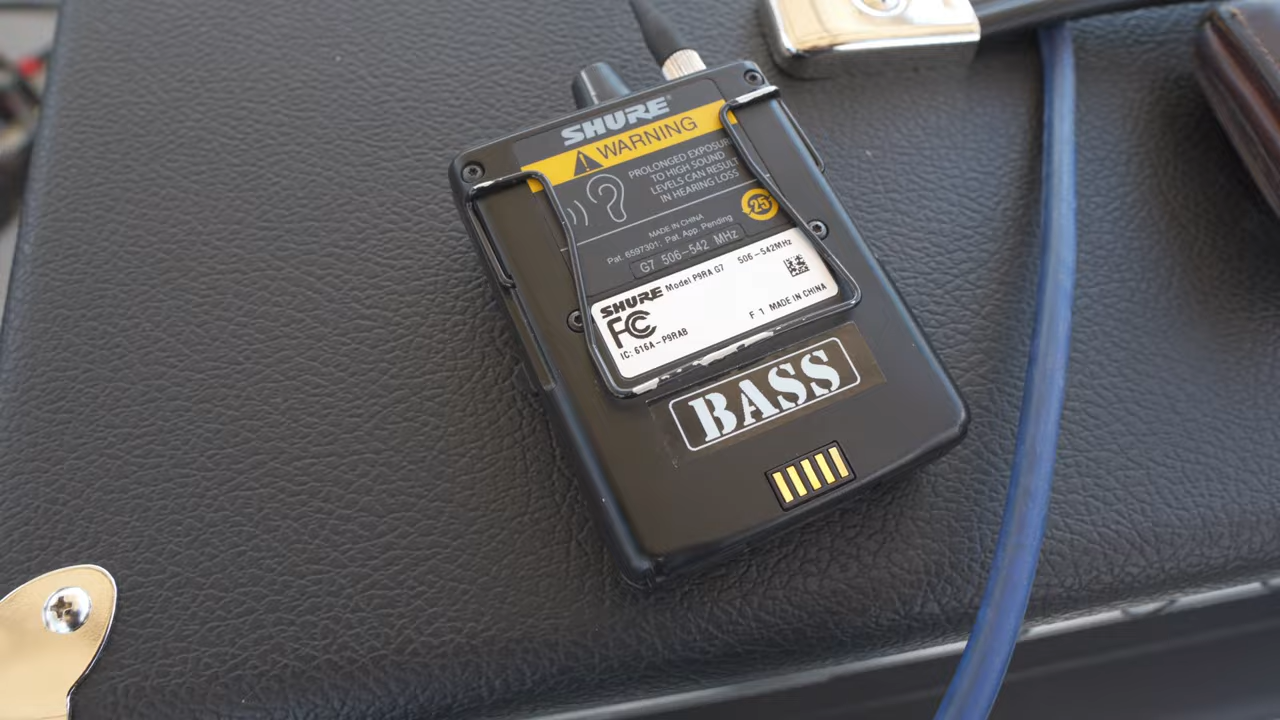 SHURE
WARNING
PROLONGED EXPOSURE
TO HIGH SOUND
LEVELS CAN RESULT
IN HEARING LOSS
25
MADE IN CHINA
Pat. 6597301; Pat. App. Pending
G7 506-542 MHz
SHURE Model P9RA G7 506-542MHz
FC
IC: 616A-P9RAB F 1 MADE IN CHINA
BASS